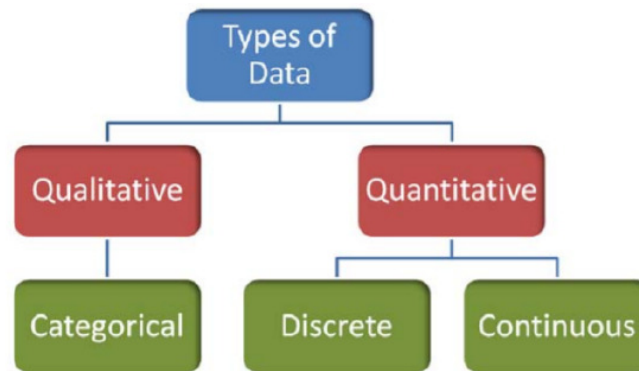 Types of
Data
Qualitative
Quantitative
Categorical
Discrete
Continuous